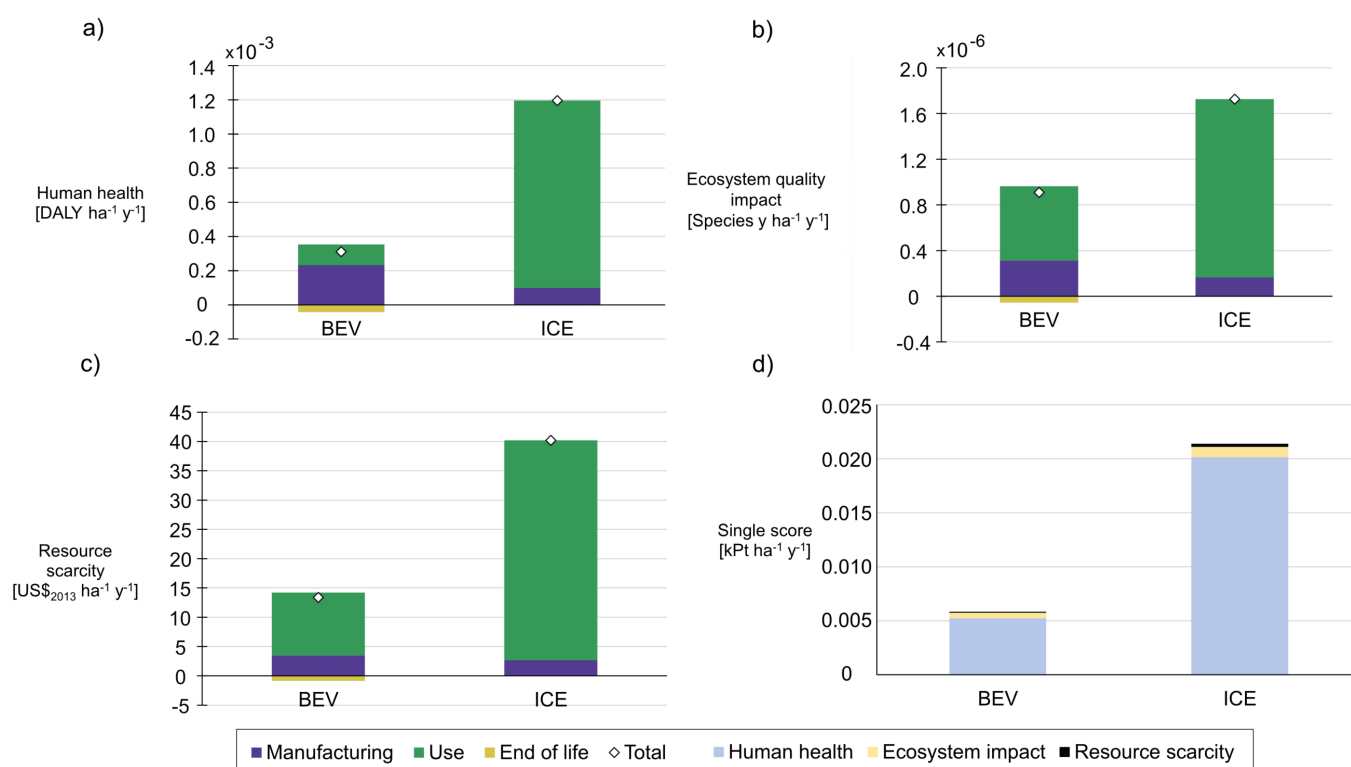 a)
x10⁻³
1.4
1.2
1.0
0.8
0.6
0.4
0.2
0
-0.2
Human health
[DALY ha⁻¹ y⁻¹]
BEV
ICE
b)
x10⁻⁶
2.0
1.6
1.2
0.8
0.4
0
-0.4
Ecosystem quality
impact
[Species y ha⁻¹ y⁻¹]
BEV
ICE
c)
45
40
35
30
25
20
15
10
5
0
-5
Resource
scarcity
[US$₂₀₁₃ ha⁻¹ y⁻¹]
BEV
ICE
d)
0.025
0.020
0.015
0.010
0.005
0
Single score
[kPt ha⁻¹ y⁻¹]
BEV
ICE
Manufacturing Use End of life Total Human health Ecosystem impact Resource scarcity